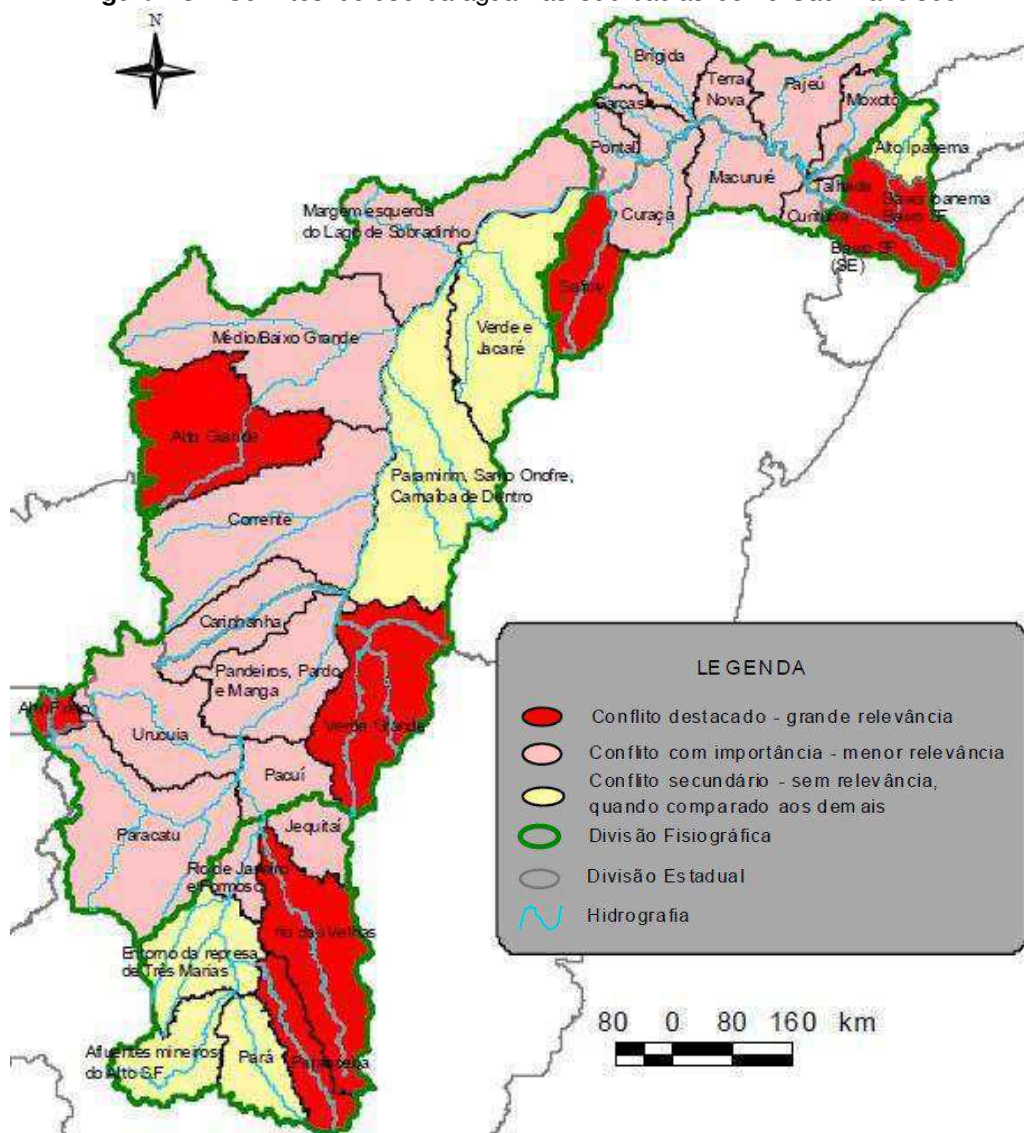 N
Brígida
Terra
Nova
Pajeú
Moxotó
Garças
Pontal
Alto Ipanema
Macururé
Talhada
Baixo Ipanema
Baixo SF
Curaçá
Curituba
Baixo SF
(SE)
Margem esquerda
do Lago de Sobradinho
Salitre
Verde e
Jacaré
Médio/Baixo Grande
Alto Grande
Paramirim, Santo Onofre,
Carnaíba de Dentro
Corrente
Carinhanha
Pandeiros, Pardo
e Manga
Verde Grande
Alto Preto
Urucuia
Pacuí
Jequitaí
Paracatu
Rio de Janeiro
e Formoso
rio das Velhas
Entorno da represa
de Três Marias
Afluentes mineiros
do Alto S.F.
Pará
Paraopeba
LEGENDA
Conflito destacado - grande relevância
Conflito com importância - menor relevância
Conflito secundário - sem relevância,
quando comparado aos demais
Divisão Fisiográfica
Divisão Estadual
Hidrografia
80 0 80 160 km